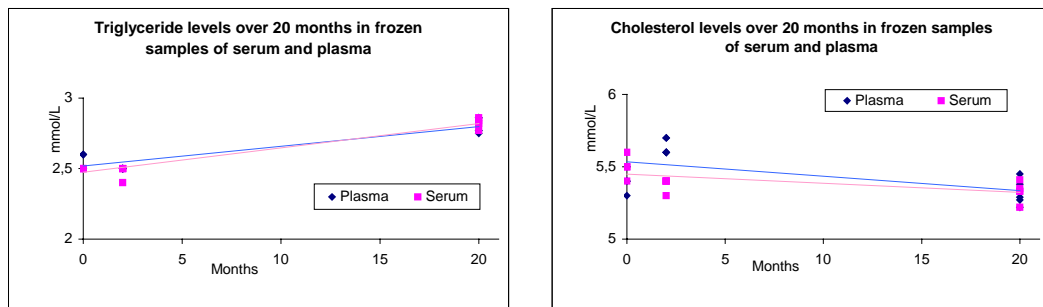 Triglyceride levels over 20 months in frozen
samples of serum and plasma
mmol/L
3
2.5
2
0 5 10 15 20
Months
Plasma Serum
Cholesterol levels over 20 months in frozen samples
of serum and plasma
mmol/L
6
5.5
5
0 5 10 15 20
Months
Plasma Serum